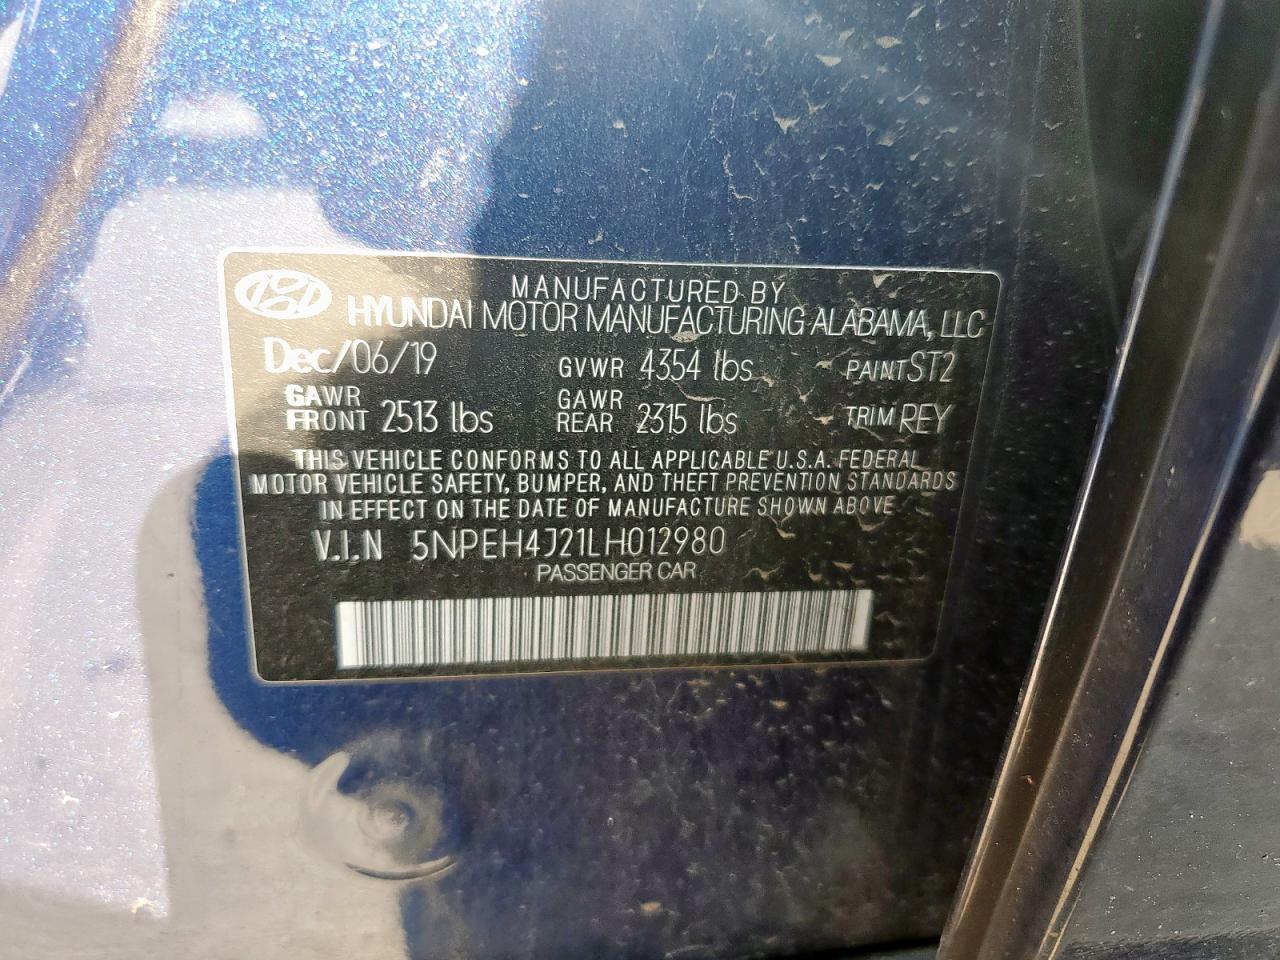 MANUFACTURED BY
HYUNDAI MOTOR MANUFACTURING ALABAMA, LLC
Dec/06/19 GVWR 4354 lbs PAINT ST2
GAWR FRONT 2513 lbs GAWR REAR 2315 lbs TRIM REY
THIS VEHICLE CONFORMS TO ALL APPLICABLE U.S.A. FEDERAL
MOTOR VEHICLE SAFETY, BUMPER, AND THEFT PREVENTION STANDARDS
IN EFFECT ON THE DATE OF MANUFACTURE SHOWN ABOVE
V.I.N 5NPEH4J21LH012980
PASSENGER CAR